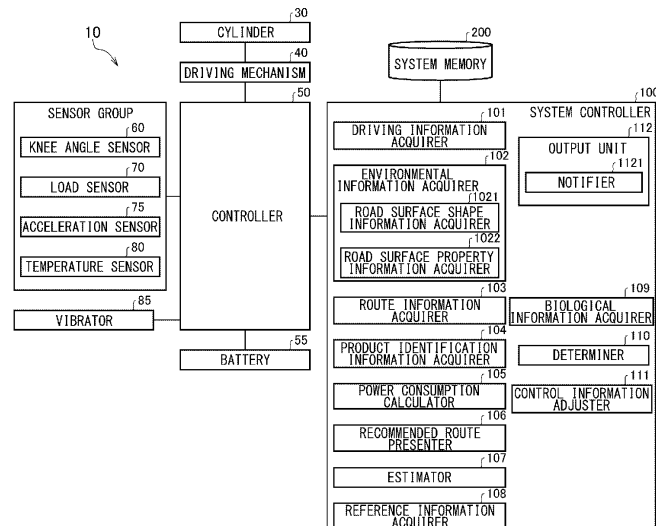 10
30
CYLINDER
40
DRIVING MECHANISM
50
CONTROLLER
SENSOR GROUP
60
KNEE ANGLE SENSOR
70
LOAD SENSOR
75
ACCELERATION SENSOR
80
TEMPERATURE SENSOR
85
VIBRATOR
55
BATTERY
200
SYSTEM MEMORY
100
SYSTEM CONTROLLER
101
DRIVING INFORMATION
ACQUIRER
102
ENVIRONMENTAL
INFORMATION ACQUIRER
1021
ROAD SURFACE SHAPE
INFORMATION ACQUIRER
1022
ROAD SURFACE PROPERTY
INFORMATION ACQUIRER
103
ROUTE INFORMATION
ACQUIRER
104
PRODUCT IDENTIFICATION
INFORMATION ACQUIRER
105
POWER CONSUMPTION
CALCULATOR
106
RECOMMENDED ROUTE
PRESENTER
107
ESTIMATOR
108
REFERENCE INFORMATION
ACQUIRER
112
OUTPUT UNIT
1121
NOTIFIER
109
BIOLOGICAL
INFORMATION ACQUIRER
110
DETERMINER
111
CONTROL INFORMATION
ADJUSTER